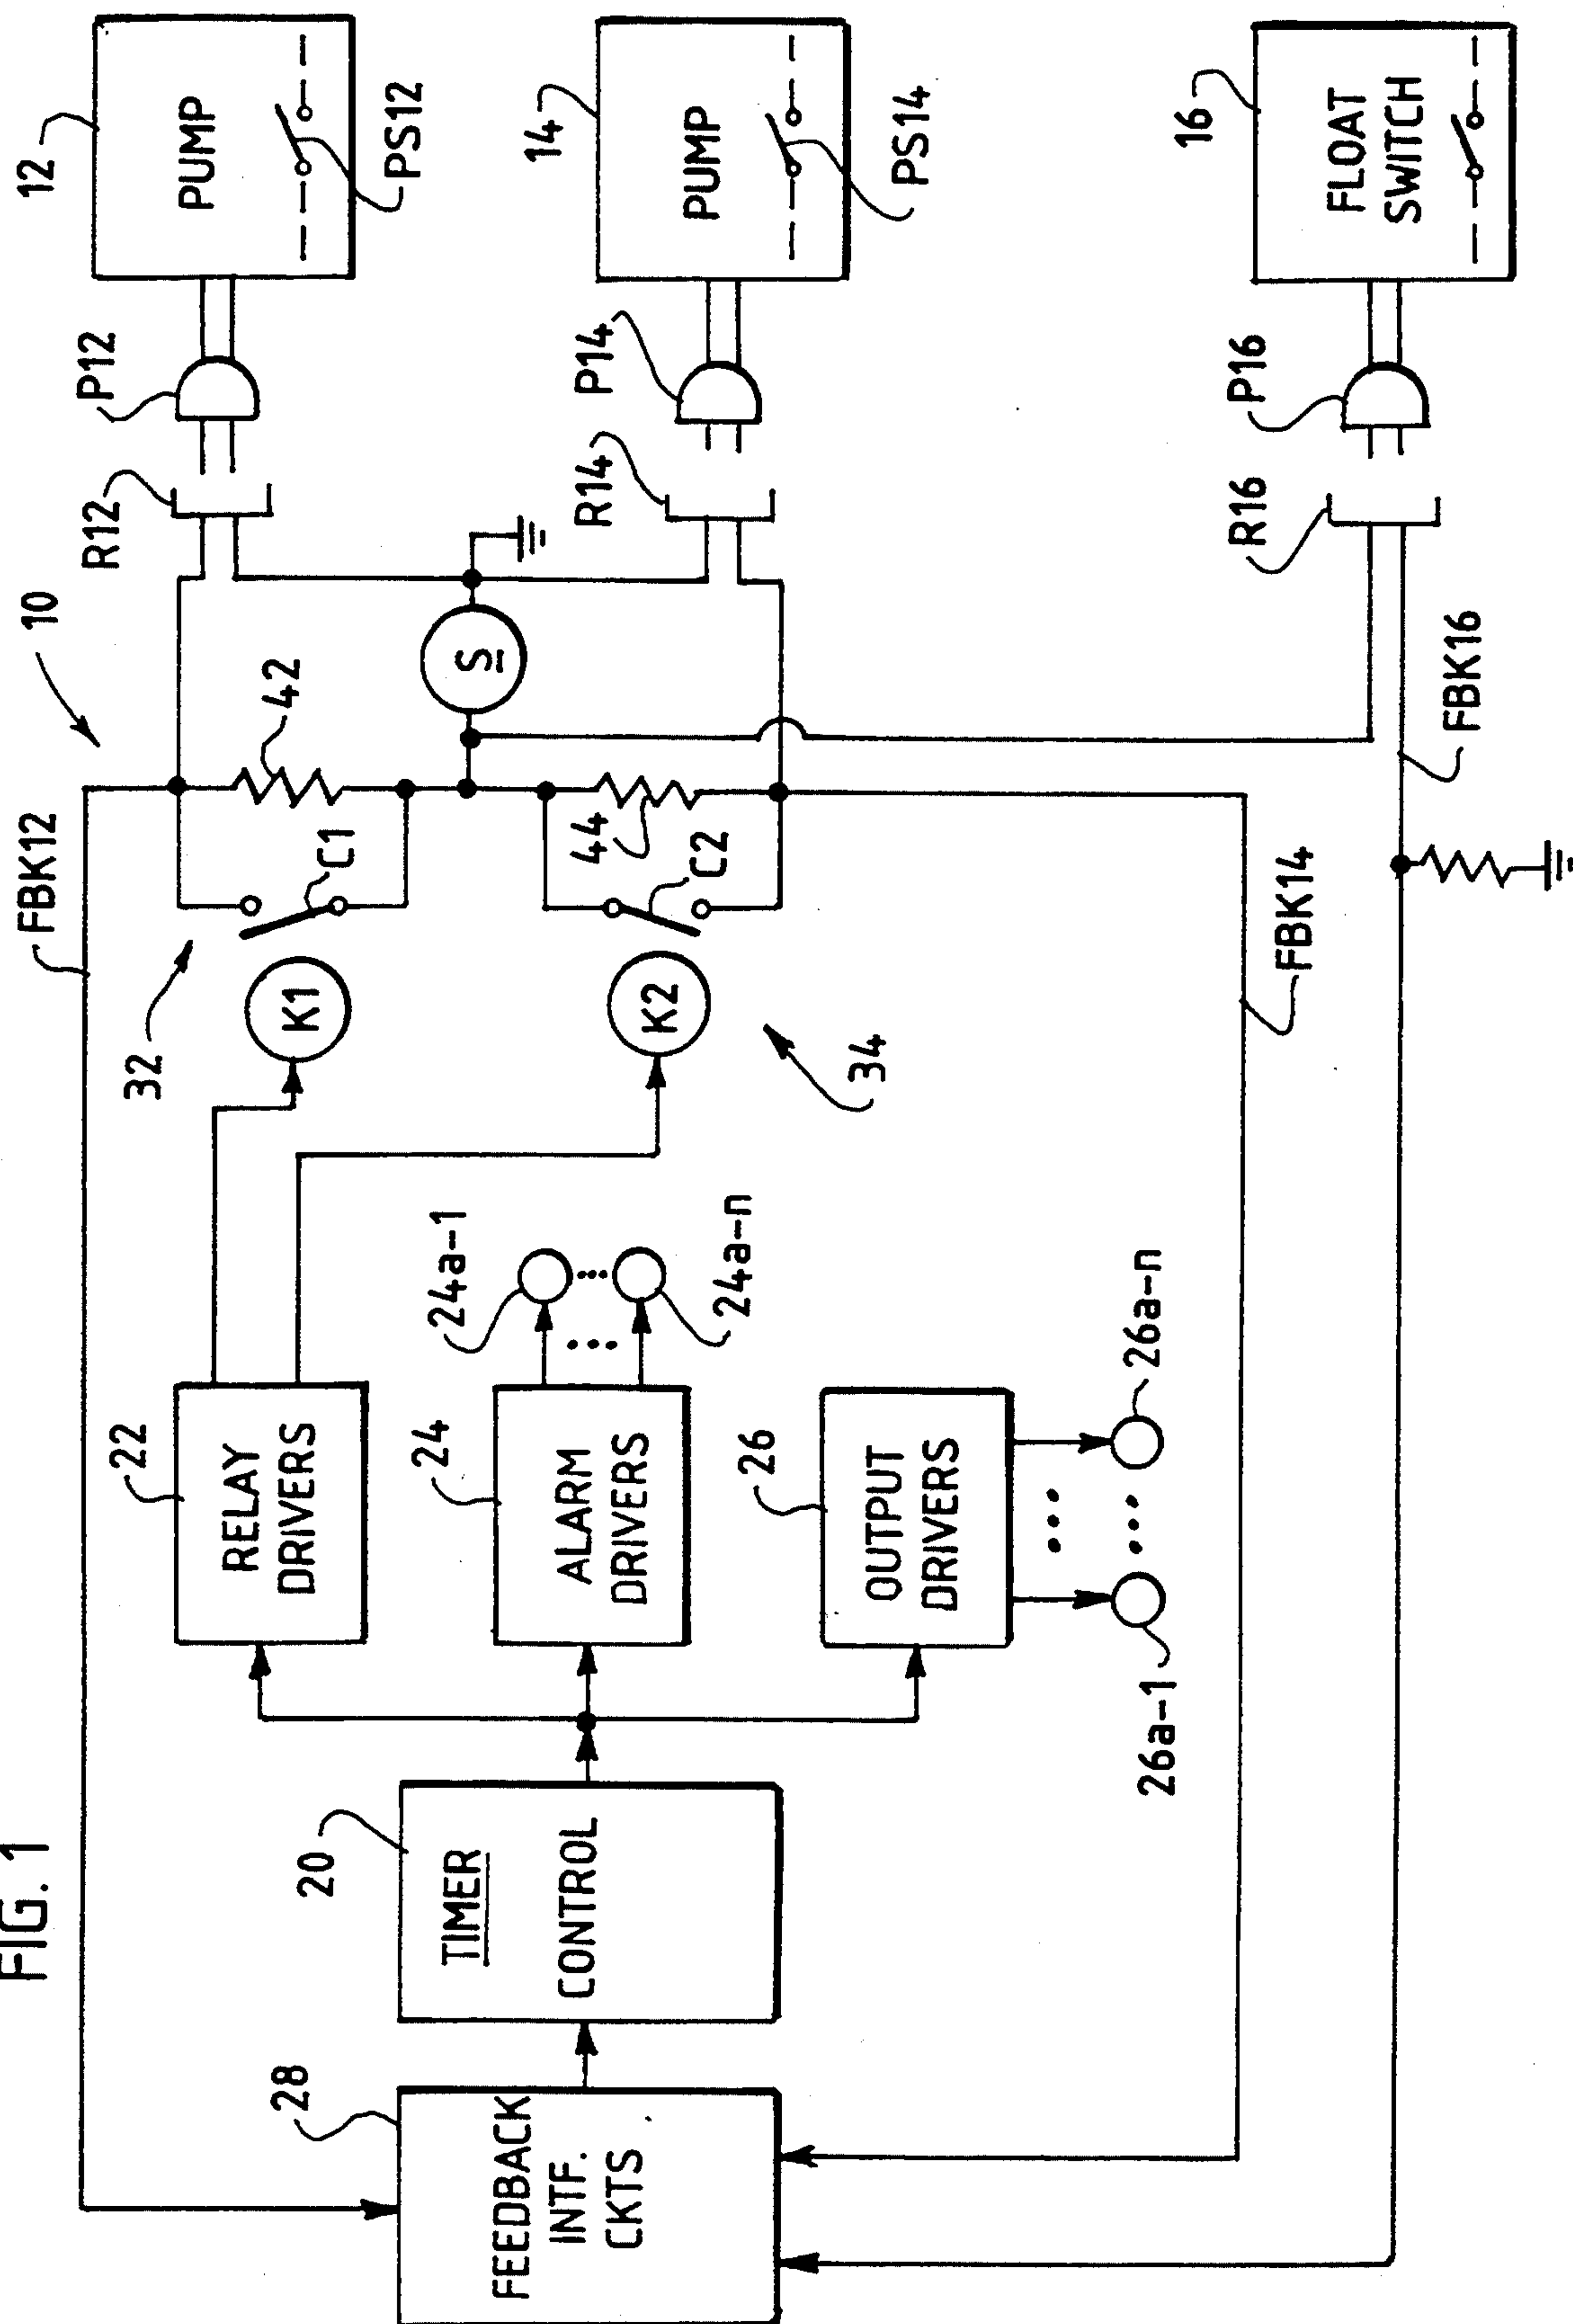 FIG. 1
10
12
PUMP
PS12
P12
R12
14
PUMP
PS14
P14
R14
16
FLOAT
SWITCH
P16
R16
S
42
44
C1
C2
K1
K2
32
34
FBK12
FBK14
FBK16
22
RELAY
DRIVERS
24
ALARM
DRIVERS
24a-1
24a-n
26
OUTPUT
DRIVERS
26a-1
26a-n
20
TIMER
CONTROL
28
FEEDBACK
INTF.
CKTS